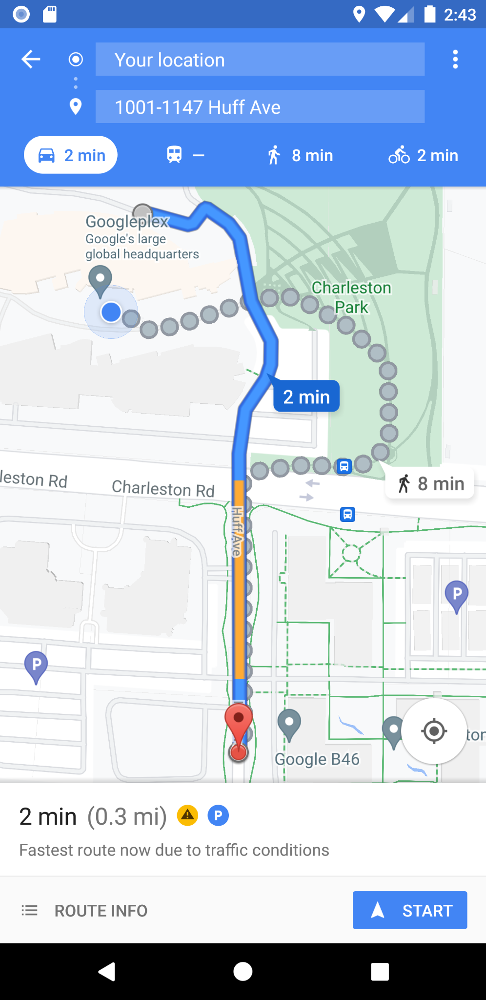 2:43
Your location
1001-1147 Huff Ave
2 min
—
8 min
2 min
Googleplex
Google's large
global headquarters
Charleston
Park
2 min
leston Rd
Charleston Rd
8 min
Huff Ave
P
P
Google B46
ton
2 min (0.3 mi) P
Fastest route now due to traffic conditions
ROUTE INFO
START